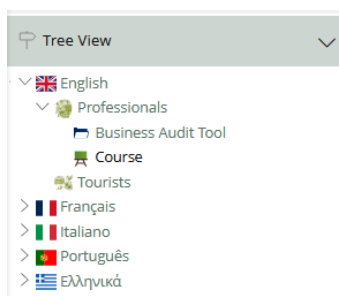 Tree View
English
Professionals
Business Audit Tool
Course
Tourists
Français
Italiano
Português
Ελληνικά